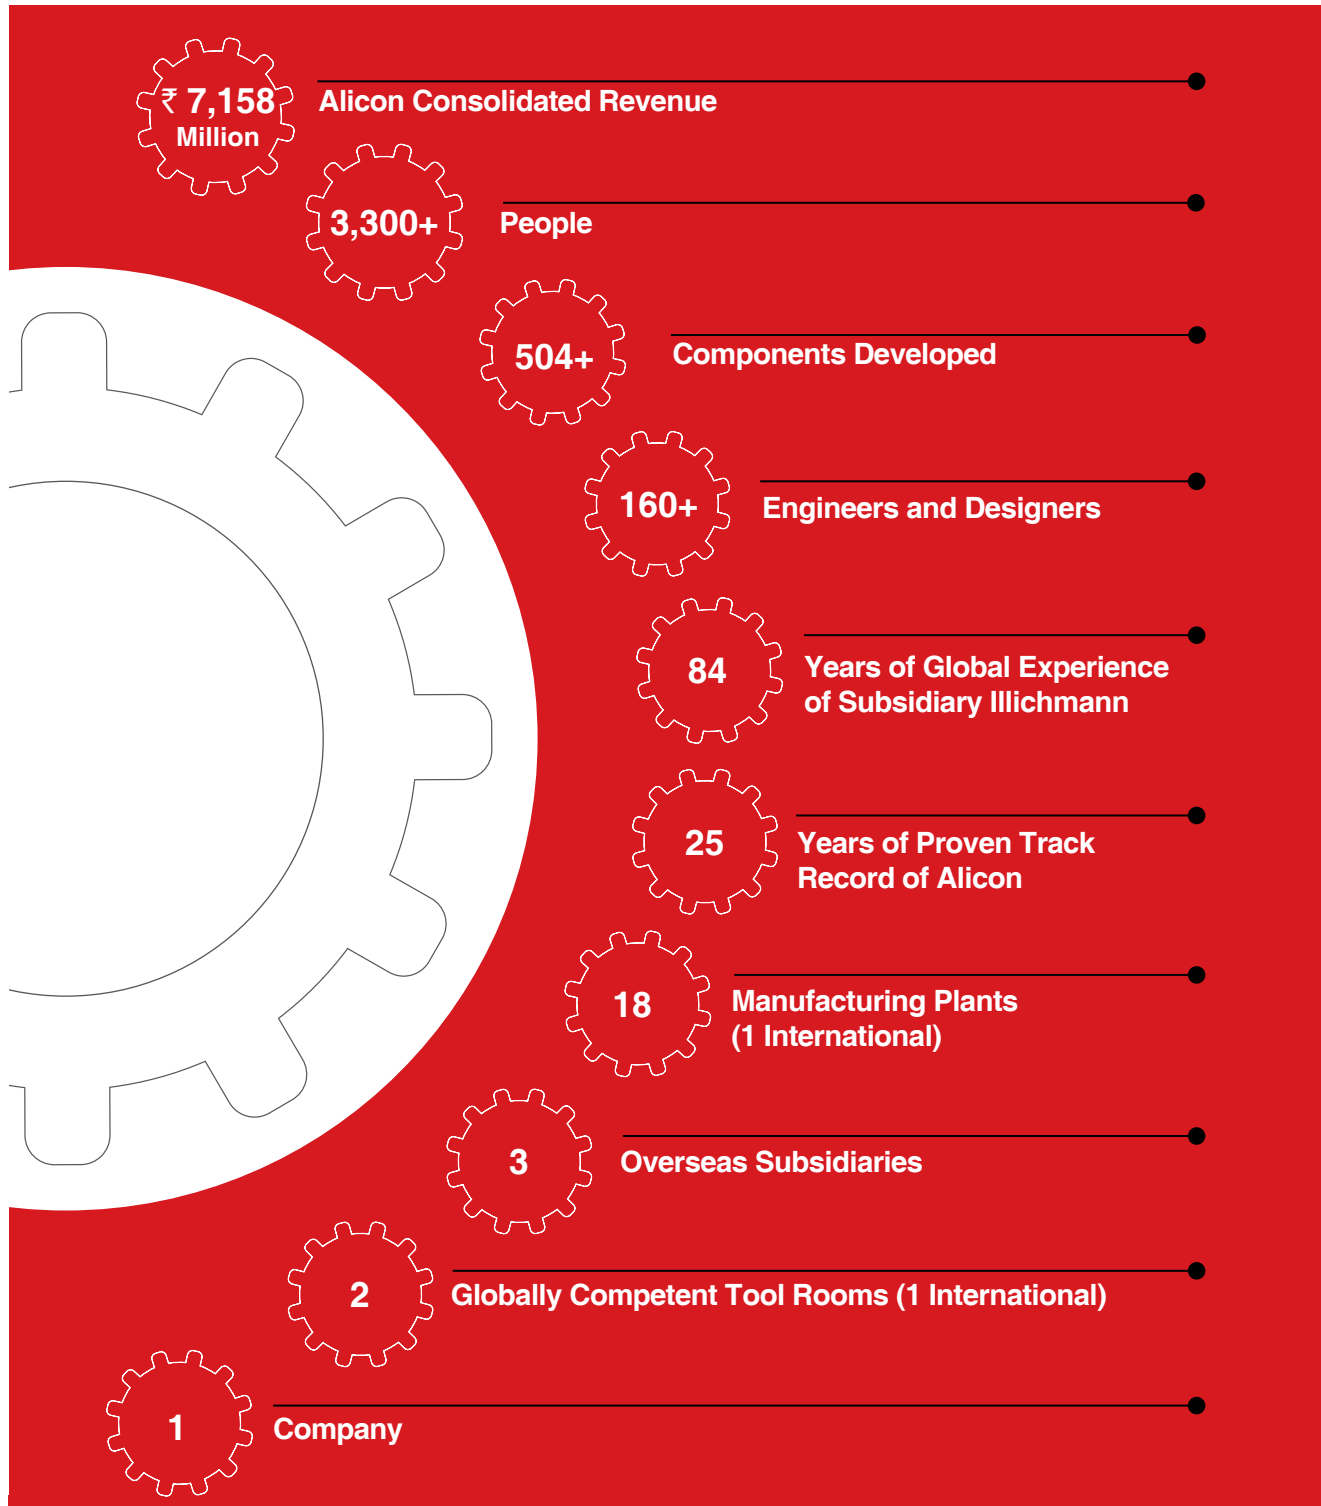 ₹ 7,158
Million
Alicon Consolidated Revenue
3,300+
People
504+
Components Developed
160+
Engineers and Designers
84
Years of Global Experience
of Subsidiary Illichmann
25
Years of Proven Track
Record of Alicon
18
Manufacturing Plants
(1 International)
3
Overseas Subsidiaries
2
Globally Competent Tool Rooms (1 International)
1
Company